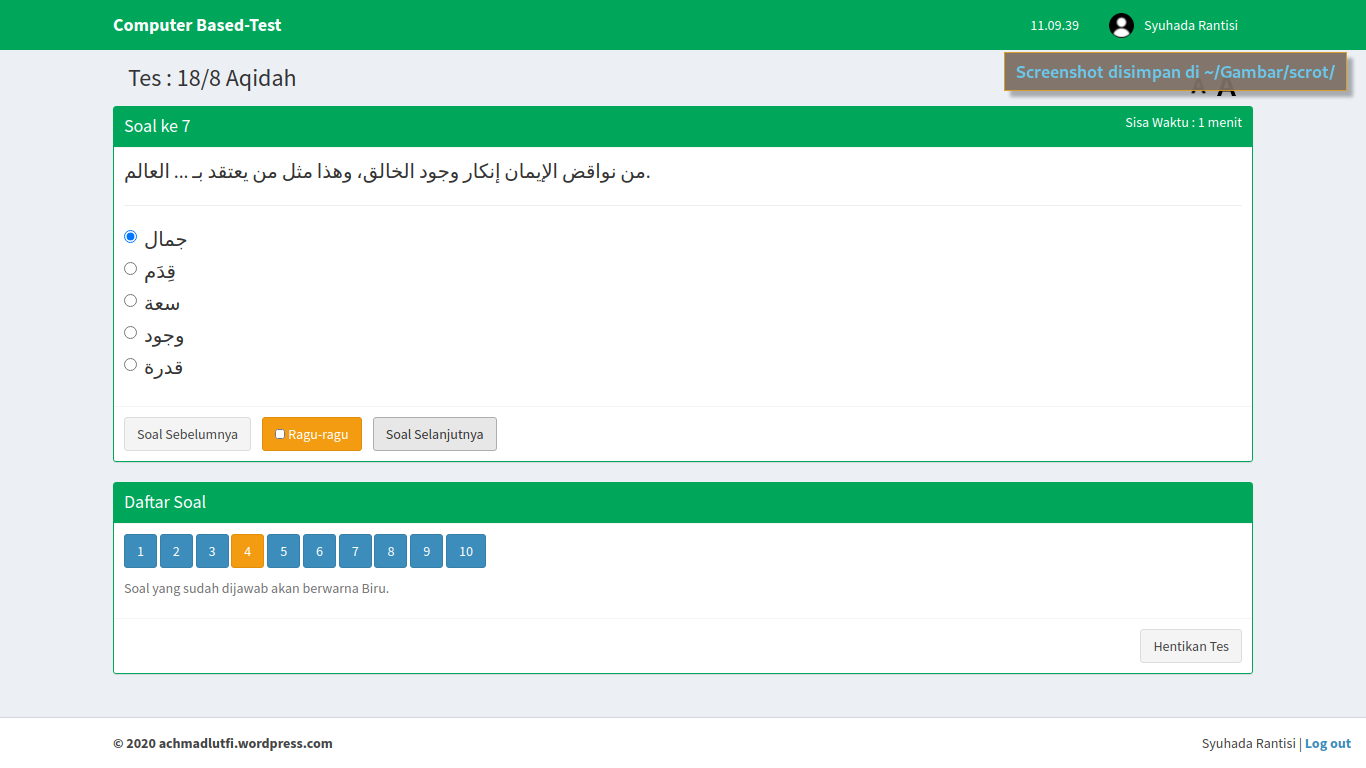 Computer Based-Test
11.09.39
Syuhada Rantisi
Tes : 18/8 Aqidah
Screenshot disimpan di ~/Gambar/scrot/
A A
Soal ke 7
Sisa Waktu : 1 menit
من نواقض الإيمان إنكار وجود الخالق، وهذا مثل من يعتقد بـ ... العالم.
جمال
قِدَم
سعة
وجود
قدرة
Soal Sebelumnya
Ragu-ragu
Soal Selanjutnya
Daftar Soal
1 2 3 4 5 6 7 8 9 10
Soal yang sudah dijawab akan berwarna Biru.
Hentikan Tes
© 2020 achmadlutfi.wordpress.com
Syuhada Rantisi | Log out